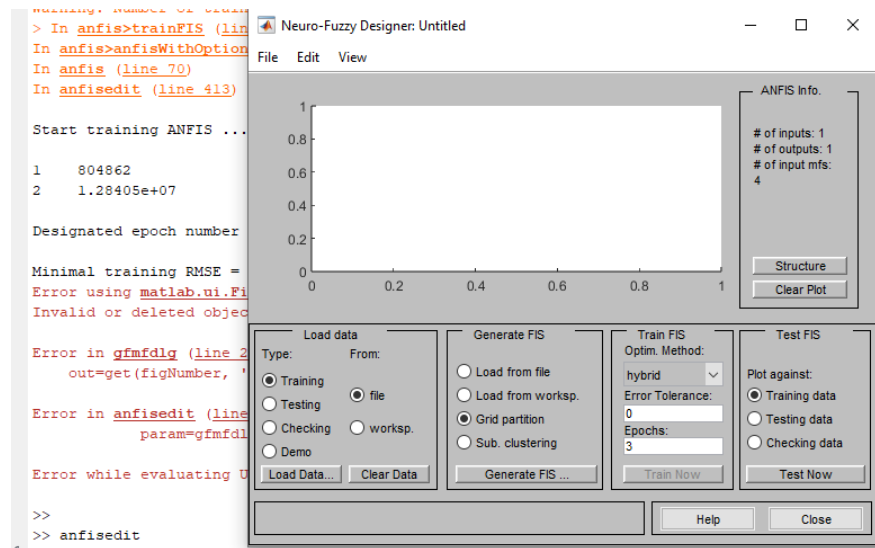 Warning: Number of train
> In anfis>trainFIS (lin
In anfis>anfisWithOption
In anfis (line 70)
In anfisedit (line 413)
Start training ANFIS ...
1 804862
2 1.28405e+07
Designated epoch number
Minimal training RMSE =
Error using matlab.ui.Fi
Invalid or deleted objec
Error in gfmfdlg (line 2
out=get(figNumber, '
Error in anfisedit (line
param=gfmfdl
Error while evaluating U
>>
>> anfisedit
Neuro-Fuzzy Designer: Untitled
File Edit View
1
0.8
0.6
0.4
0.2
0
0 0.2 0.4 0.6 0.8 1
ANFIS Info.
# of inputs: 1
# of outputs: 1
# of input mfs:
4
Structure
Clear Plot
Load data
Type: From:
Training
Testing
Checking
Demo
file
worksp.
Load Data... Clear Data
Generate FIS
Load from file
Load from worksp.
Grid partition
Sub. clustering
Generate FIS ...
Train FIS
Optim. Method:
hybrid
Error Tolerance:
0
Epochs:
3
Train Now
Test FIS
Plot against:
Training data
Testing data
Checking data
Test Now
Help Close